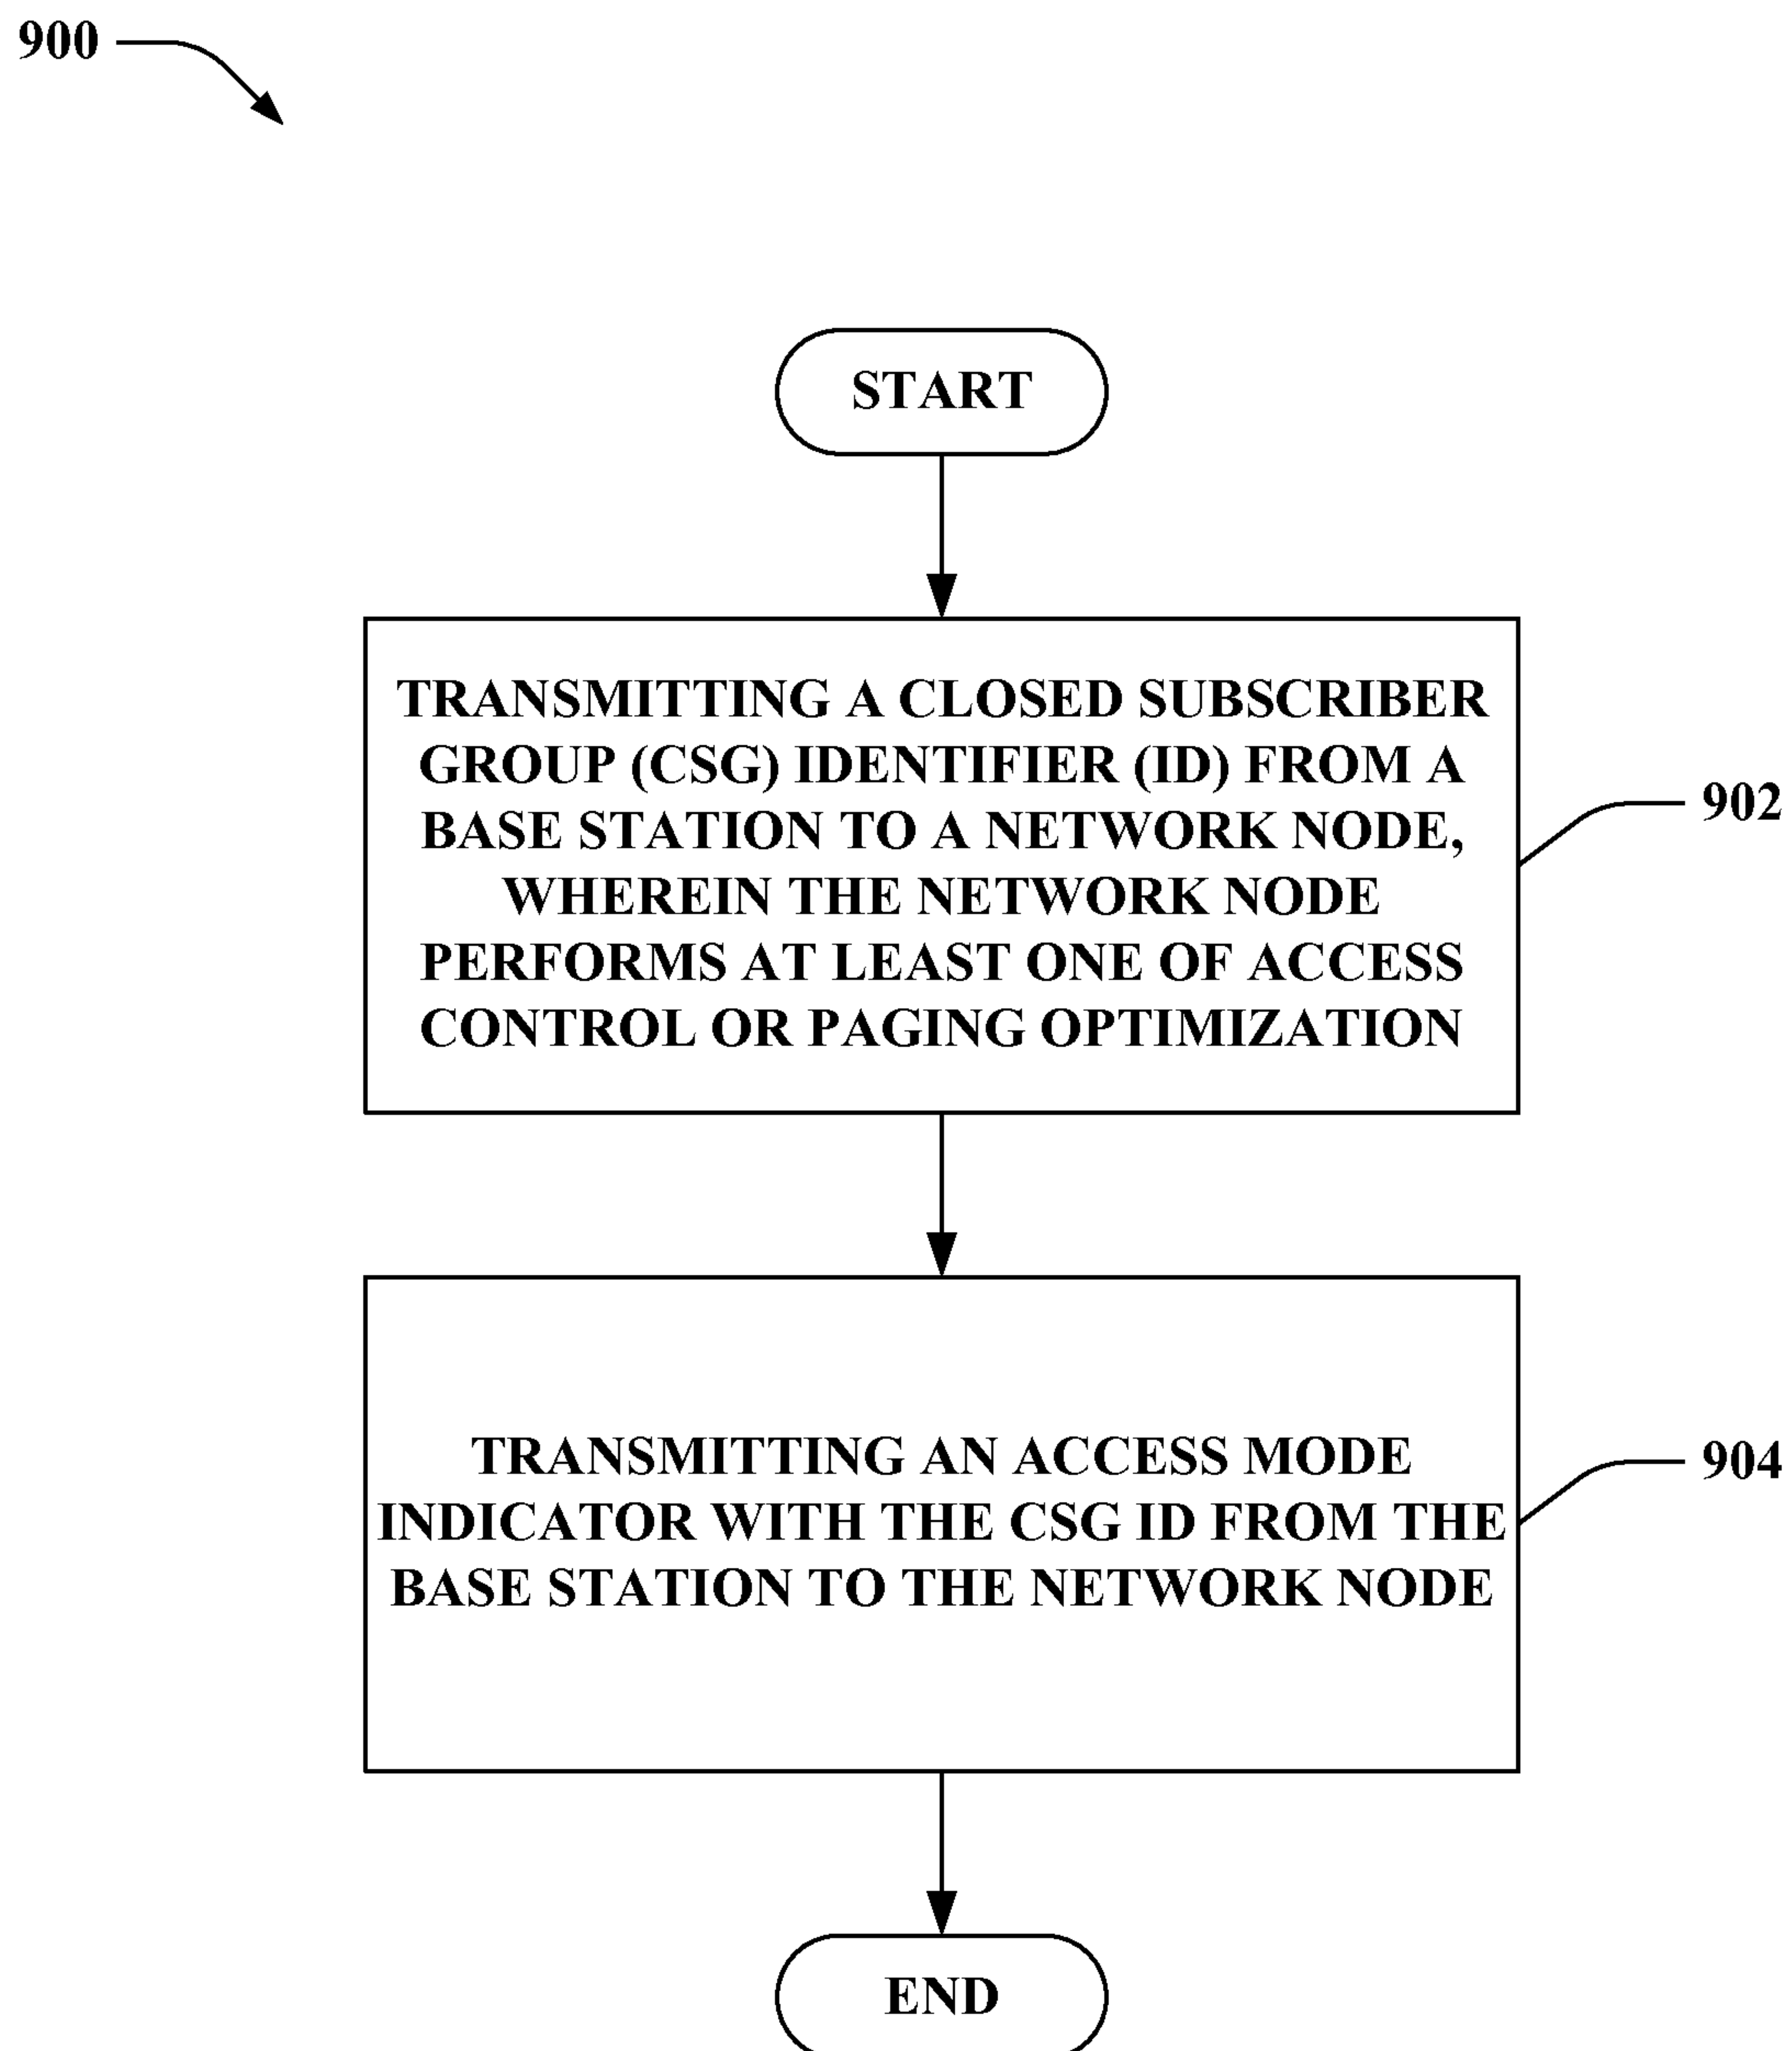 900
START
TRANSMITTING A CLOSED SUBSCRIBER
GROUP (CSG) IDENTIFIER (ID) FROM A
BASE STATION TO A NETWORK NODE,
WHEREIN THE NETWORK NODE
PERFORMS AT LEAST ONE OF ACCESS
CONTROL OR PAGING OPTIMIZATION
902
TRANSMITTING AN ACCESS MODE
INDICATOR WITH THE CSG ID FROM THE
BASE STATION TO THE NETWORK NODE
904
END